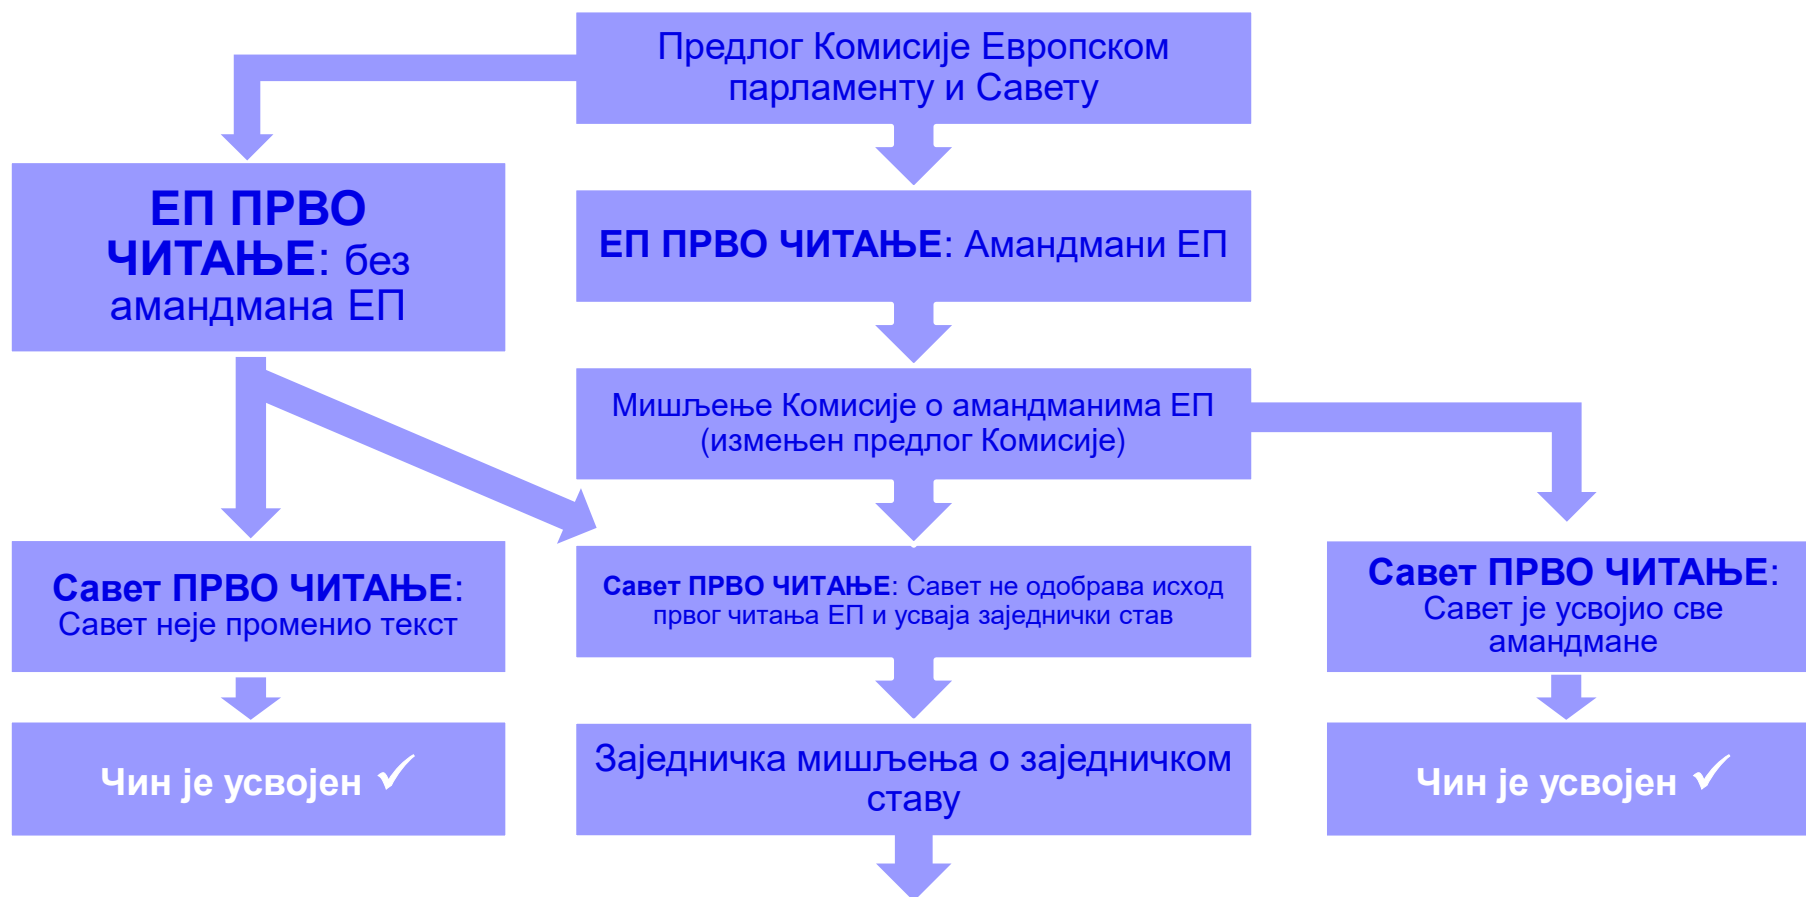 Предлог Комисије Европском
парламенту и Савету
ЕП ПРВО
ЧИТАЊЕ: без
амандмана ЕП
ЕП ПРВО ЧИТАЊЕ: Амандмани ЕП
Мишљење Комисије о амандманима ЕП
(измењен предлог Комисије)
Савет ПРВО ЧИТАЊЕ:
Савет неје променио текст
Савет ПРВО ЧИТАЊЕ: Савет не одобрава исход
првог читања ЕП и усваја заједнички став
Савет ПРВО ЧИТАЊЕ:
Савет је усвојио све
амандмане
Чин је усвојен ✓
Заједничка мишљења о заједничком
ставу
Чин је усвојен ✓